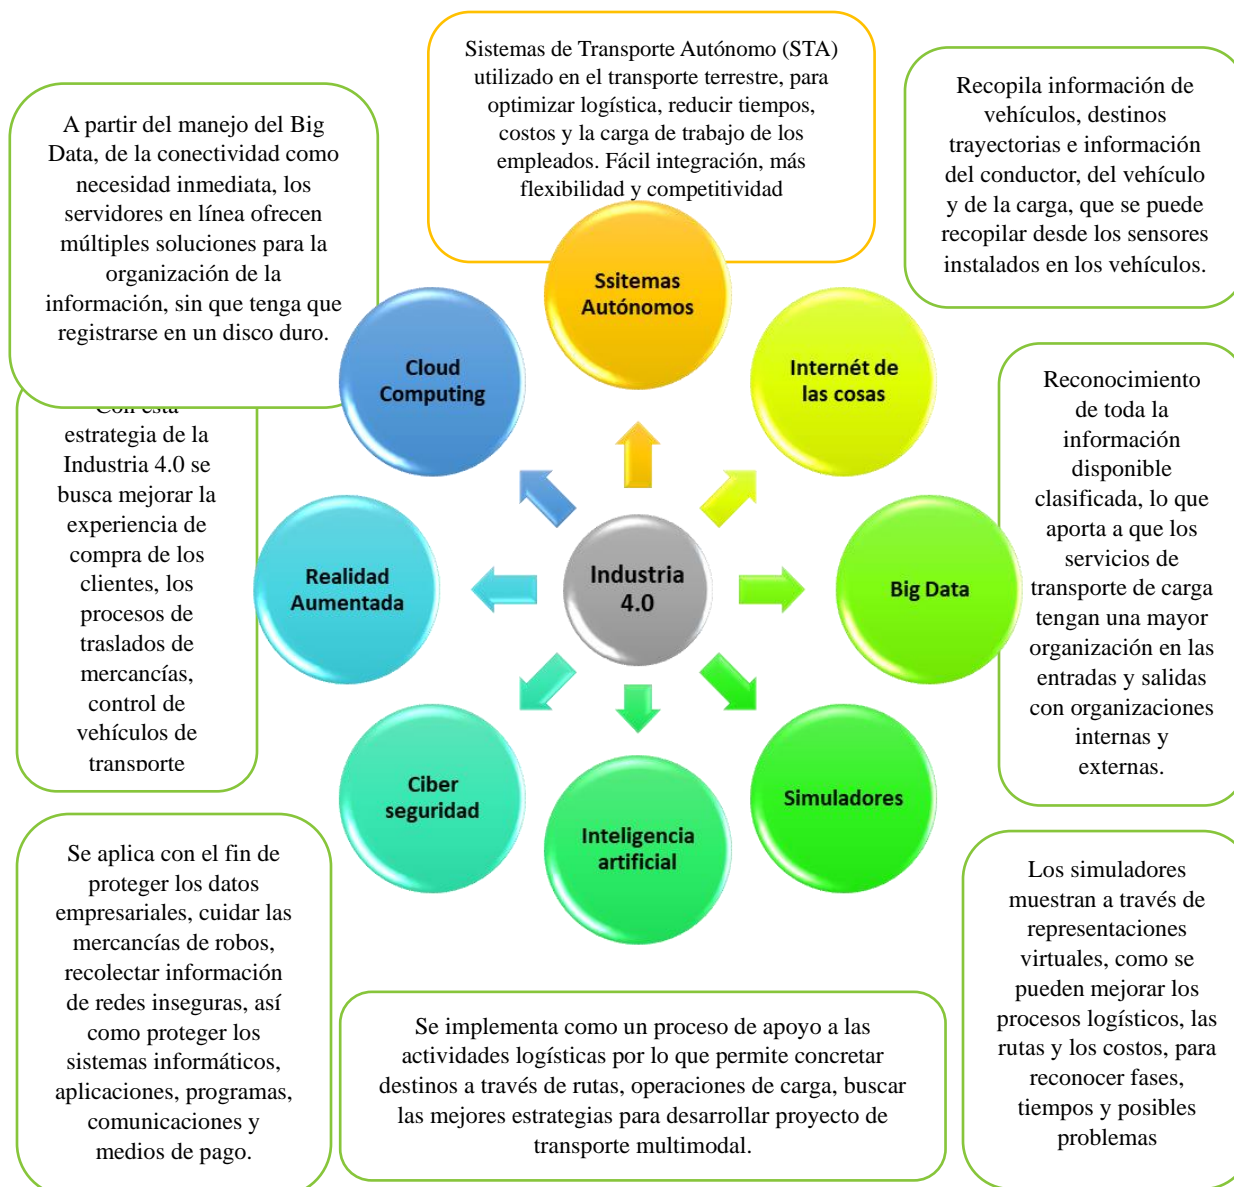 Sistemas de Transporte Autónomo (STA)
utilizado en el transporte terrestre, para
optimizar logística, reducir tiempos,
costos y la carga de trabajo de los
empleados. Fácil integración, más
flexibilidad y competitividad
A partir del manejo del Big
Data, de la conectividad como
necesidad inmediata, los
servidores en línea ofrecen
múltiples soluciones para la
organización de la
información, sin que tenga que
registrarse en un disco duro.
Recopila información de
vehículos, destinos
trayectorias e información
del conductor, del vehículo
y de la carga, que se puede
recopilar desde los sensores
instalados en los vehículos.
Ssitemas
Autónomos
Cloud
Computing
Internét de
las cosas
Con esta
estrategia de la
Industria 4.0 se
busca mejorar la
experiencia de
compra de los
clientes, los
procesos de
traslados de
mercancías,
control de
vehículos de
transporte
Reconocimiento
de toda la
información
disponible
clasificada, lo que
aporta a que los
servicios de
transporte de carga
tengan una mayor
organización en las
entradas y salidas
con organizaciones
internas y
externas.
Realidad
Aumentada
Industria
4.0
Big Data
Ciber
seguridad
Inteligencia
artificial
Simuladores
Se aplica con el fin de
proteger los datos
empresariales, cuidar las
mercancías de robos,
recolectar información
de redes inseguras, así
como proteger los
sistemas informáticos,
aplicaciones, programas,
comunicaciones y
medios de pago.
Se implementa como un proceso de apoyo a las
actividades logísticas por lo que permite concretar
destinos a través de rutas, operaciones de carga, buscar
las mejores estrategias para desarrollar proyecto de
transporte multimodal.
Los simuladores
muestran a través de
representaciones
virtuales, como se
pueden mejorar los
procesos logísticos, las
rutas y los costos, para
reconocer fases,
tiempos y posibles
problemas